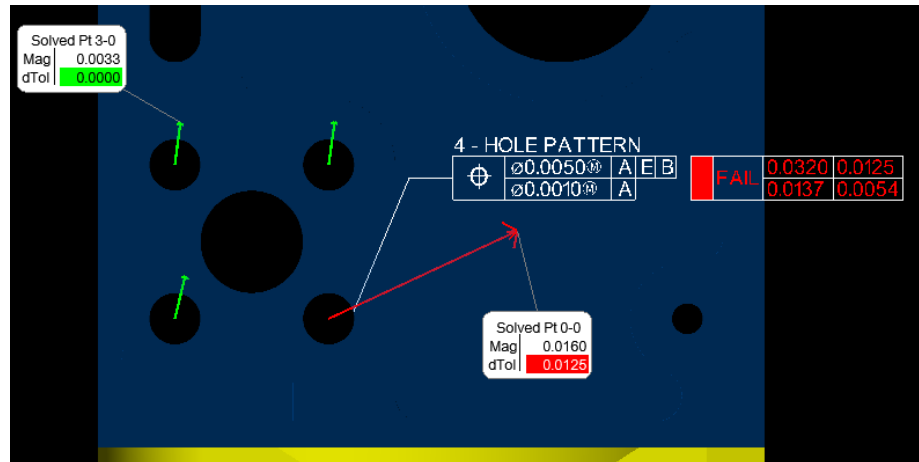 Solved Pt 3-0
Mag 0.0033
dTol 0.0000
4 - HOLE PATTERN
⌖ ⌀0.0050Ⓜ A E B FAIL 0.0320 0.0125
⌀0.0010Ⓜ A 0.0137 0.0054
Solved Pt 0-0
Mag 0.0160
dTol 0.0125